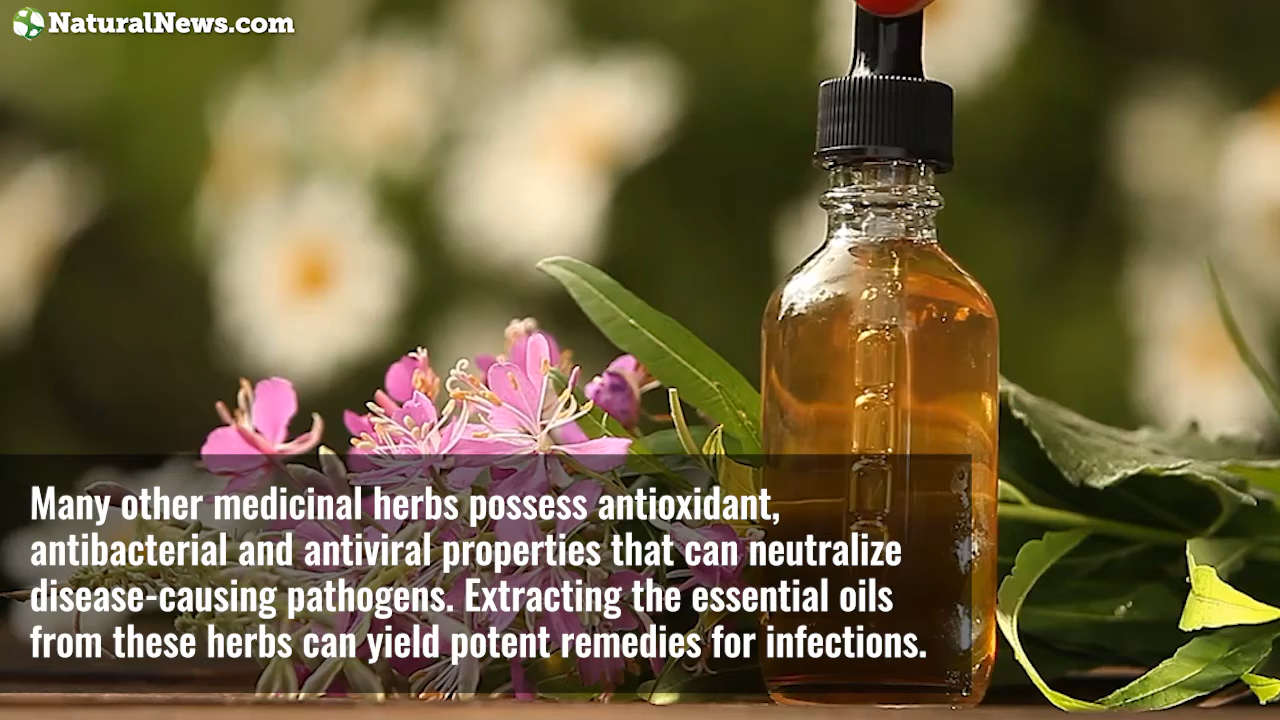 NaturalNews.com
Many other medicinal herbs possess antioxidant,
antibacterial and antiviral properties that can neutralize
disease-causing pathogens. Extracting the essential oils
from these herbs can yield potent remedies for infections.